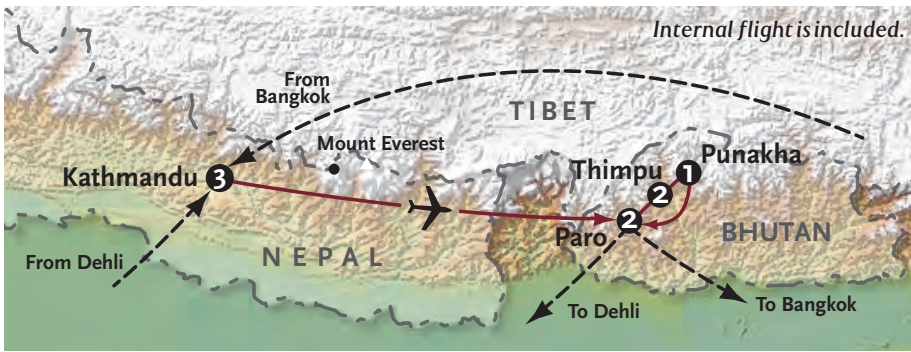 Internal flight is included.
From
Bangkok
TIBET
Mount Everest
Kathmandu
3
Thimpu
2
Punakha
1
Paro
2
BHUTAN
NEPAL
From Dehli
To Dehli
To Bangkok